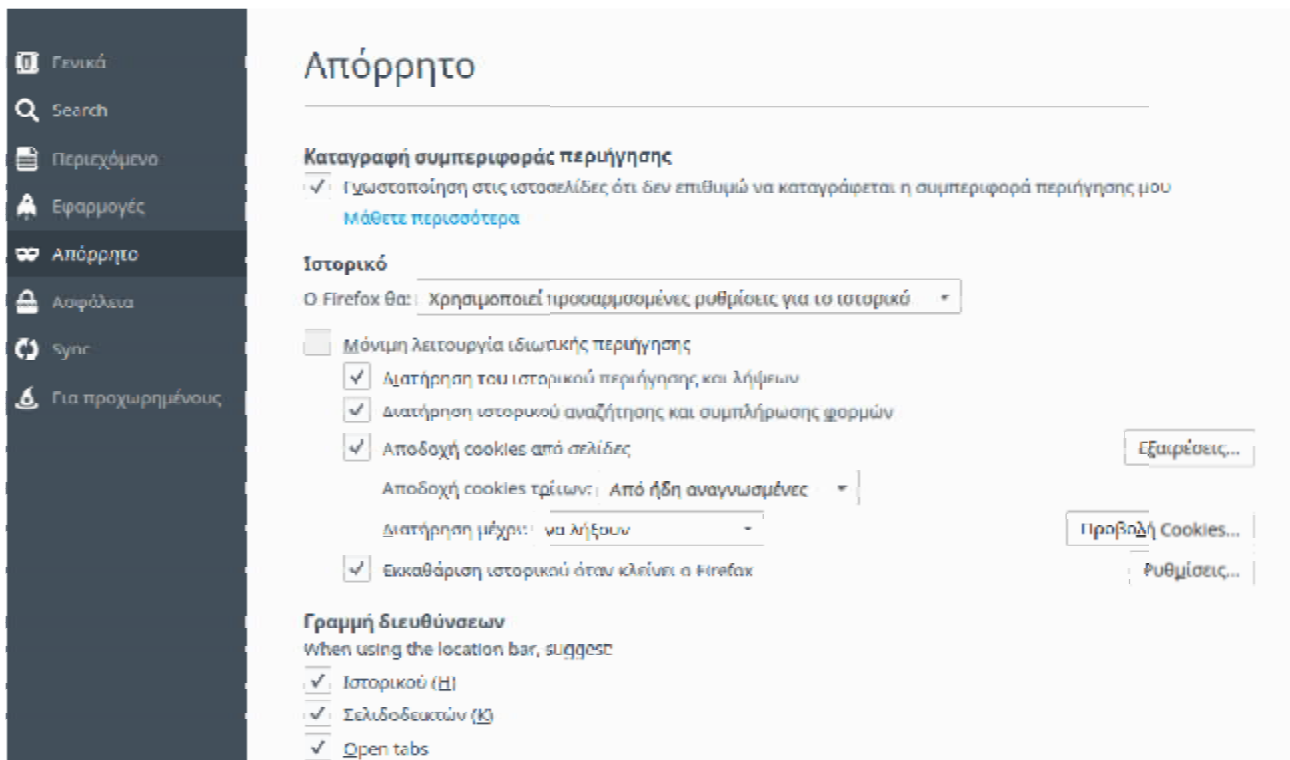 Γενικά
Search
Περιεχόμενο
Εφαρμογές
Απόρρητο
Ασφάλεια
Sync
Για προχωρημένους
Απόρρητο
Καταγραφή συμπεριφοράς περιήγησης
Γνωστοποίηση στις ιστοσελίδες ότι δεν επιθυμώ να καταγράφεται η συμπεριφορά περιήγησης μου
Μάθετε περισσότερα
Ιστορικό
Ο Firefox θα: Χρησιμοποιεί προσαρμοσμένες ρυθμίσεις για το ιστορικό
Μόνιμη λειτουργία ιδιωτικής περιήγησης
Διατήρηση του ιστορικού περιήγησης και λήψεων
Διατήρηση ιστορικού αναζήτησης και συμπλήρωσης φορμών
Αποδοχή cookies από σελίδες Εξαιρέσεις...
Αποδοχή cookies τρίτων: Από ήδη αναγνωσμένες
Διατήρηση μέχρι: να λήξουν Προβολή Cookies...
Εκκαθάριση ιστορικού όταν κλείνει ο Firefox Ρυθμίσεις...
Γραμμή διευθύνσεων
When using the location bar, suggest:
Ιστορικού (H)
Σελιδοδεικτών (K)
Open tabs